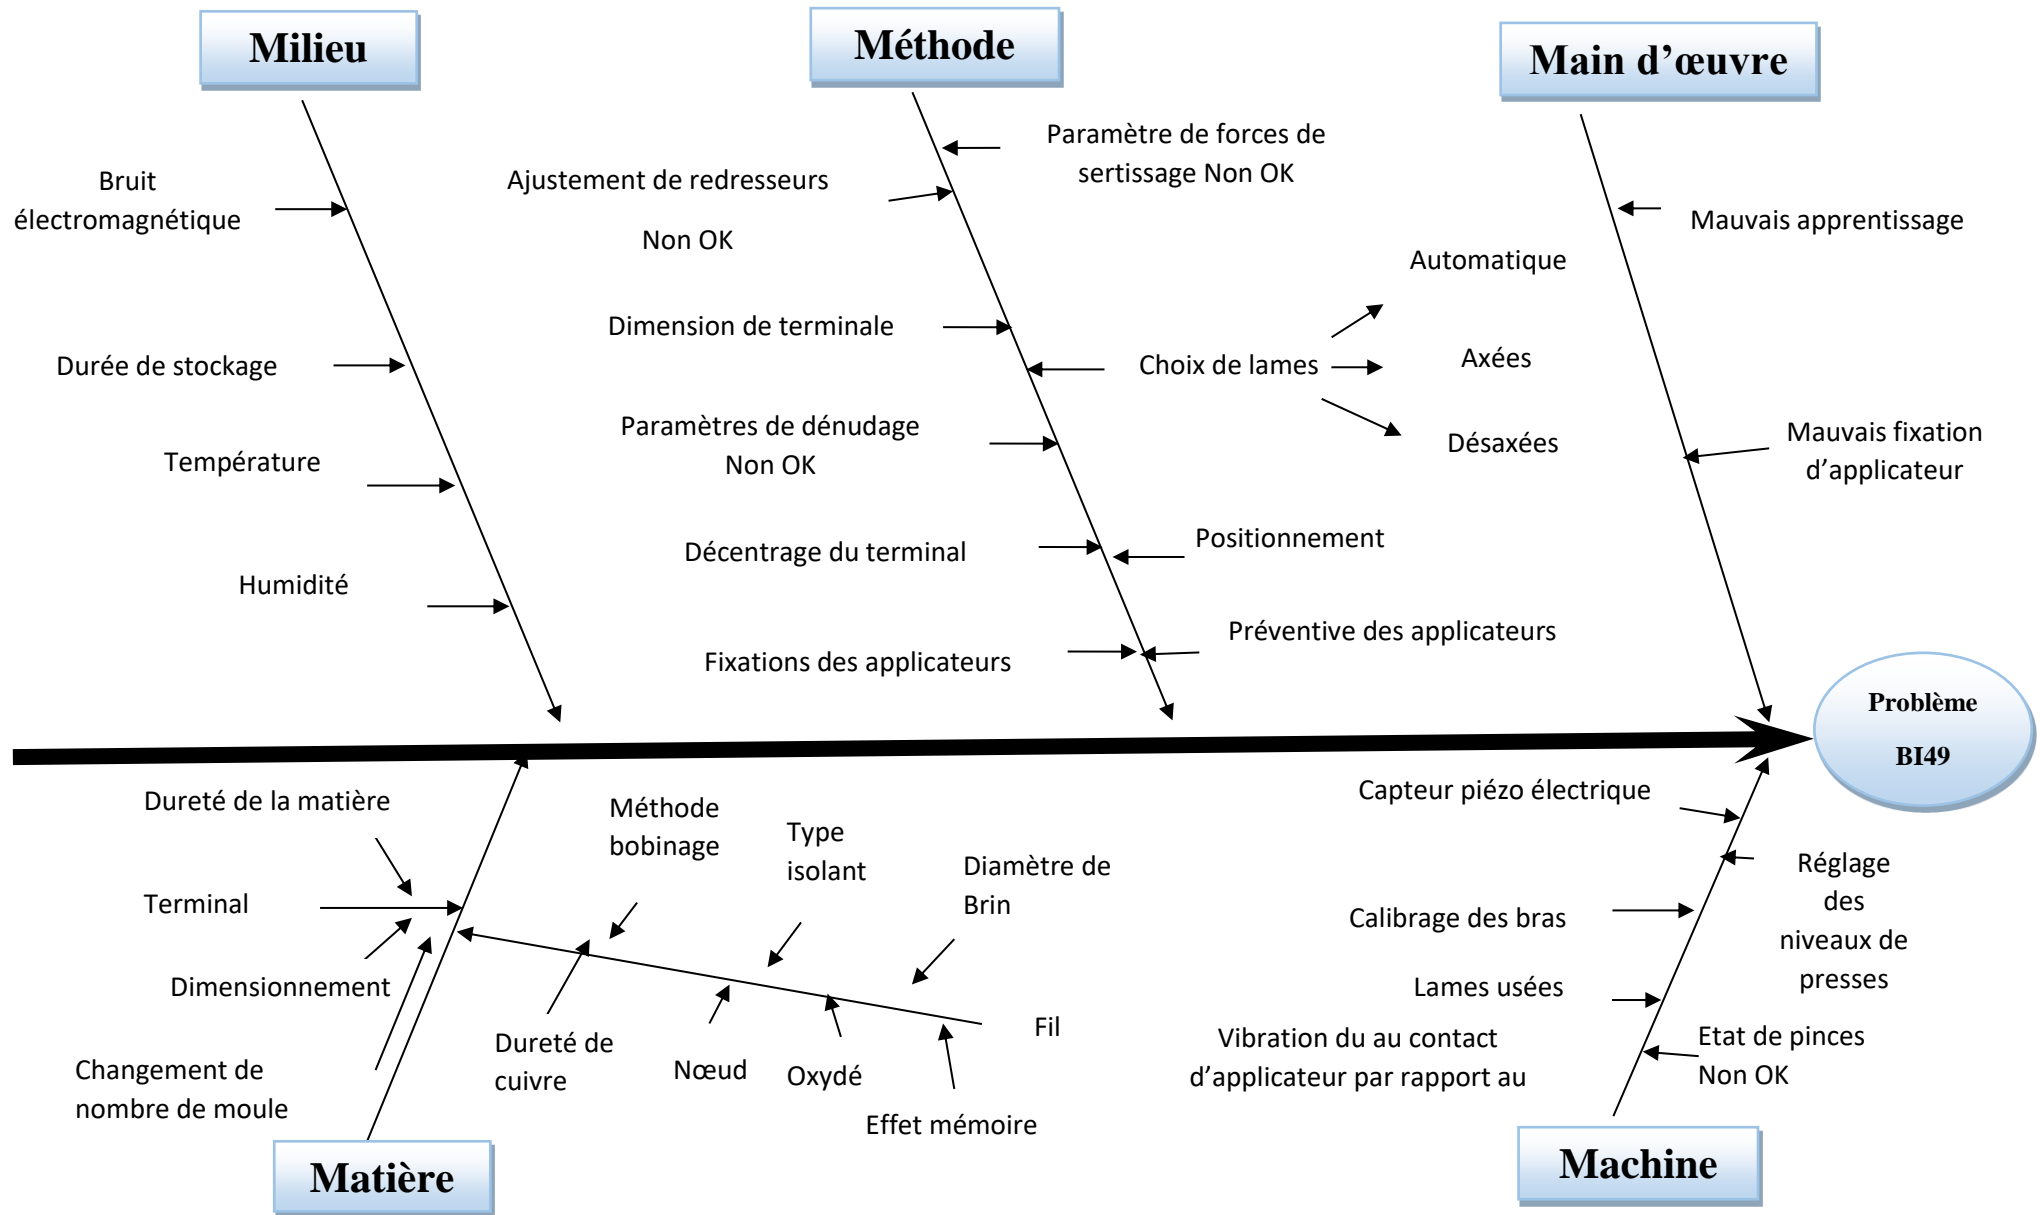 Milieu
Méthode
Main d’œuvre
Paramètre de forces de
sertissage Non OK
Ajustement de redresseurs
Non OK
Bruit
électromagnétique
Mauvais apprentissage
Automatique
Dimension de terminale
Choix de lames
Axées
Durée de stockage
Paramètres de dénudage
Non OK
Désaxées
Mauvais fixation
d’applicateur
Température
Décentrage du terminal
Positionnement
Humidité
Fixations des applicateurs
Préventive des applicateurs
Problème
BI49
Dureté de la matière
Méthode
bobinage
Type
isolant
Diamètre de
Brin
Capteur piézo électrique
Réglage
des
niveaux de
presses
Terminal
Calibrage des bras
Dimensionnement
Lames usées
Fil
Dureté de
cuivre
Nœud
Oxydé
Effet mémoire
Vibration du au contact
d’applicateur par rapport au
Etat de pinces
Non OK
Changement de
nombre de moule
Matière
Machine